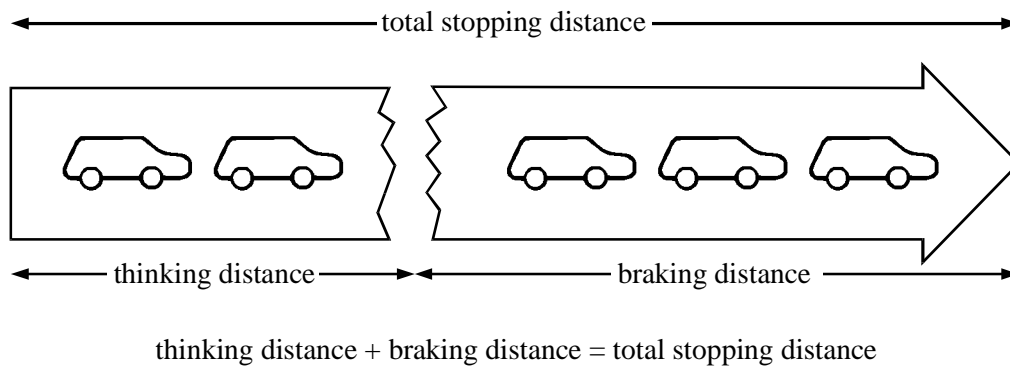 total stopping distance
thinking distance
braking distance
thinking distance + braking distance = total stopping distance